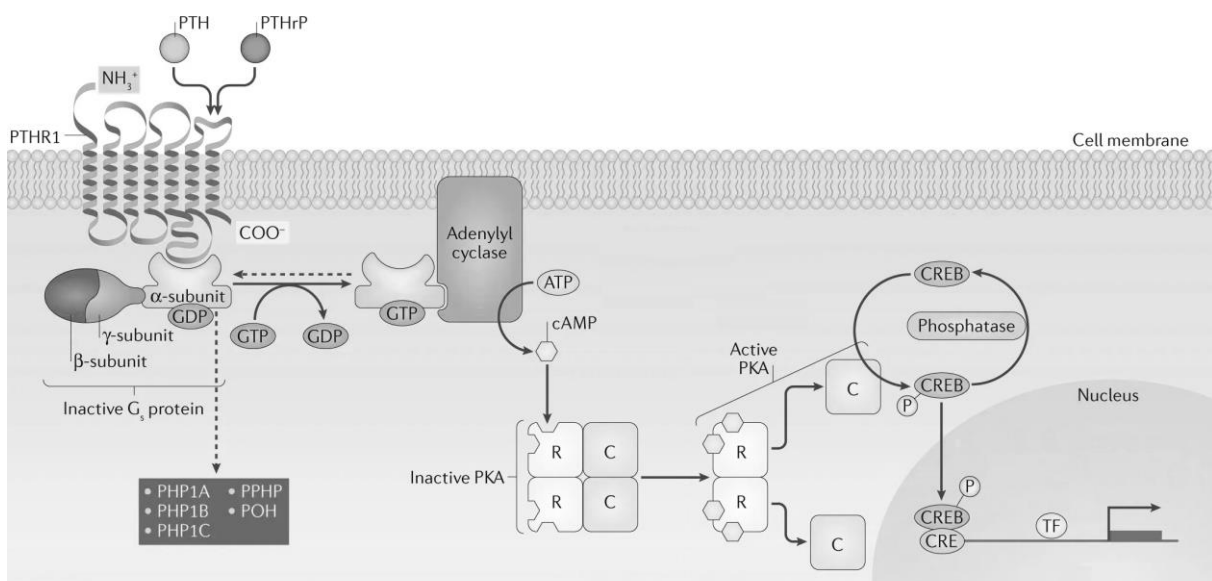 PTH
PTHrP
NH₃⁺
PTHR1
Cell membrane
COO⁻
Adenylyl
cyclase
α-subunit
GDP
γ-subunit
β-subunit
Inactive Gₛ protein
GTP
GDP
GTP
ATP
cAMP
CREB
Phosphatase
CREB
P
Active
PKA
C
Nucleus
Inactive PKA
R
C
R
C
R
R
C
• PHP1A
• PHP1B
• PHP1C
• PPHP
• POH
P
CREB
CRE
TF